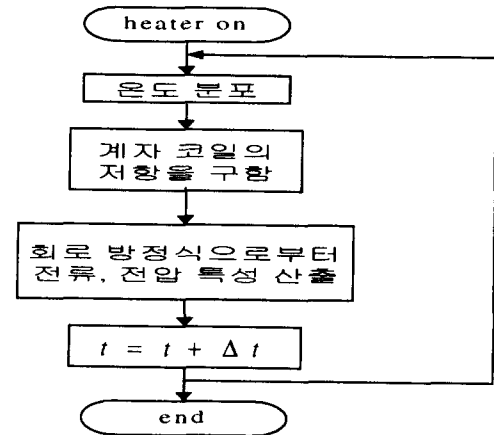 heater on
온도 분포
계자 코일의
저항을 구함
회로 방정식으로부터
전류, 전압 특성 산출
t = t + Δ t
end